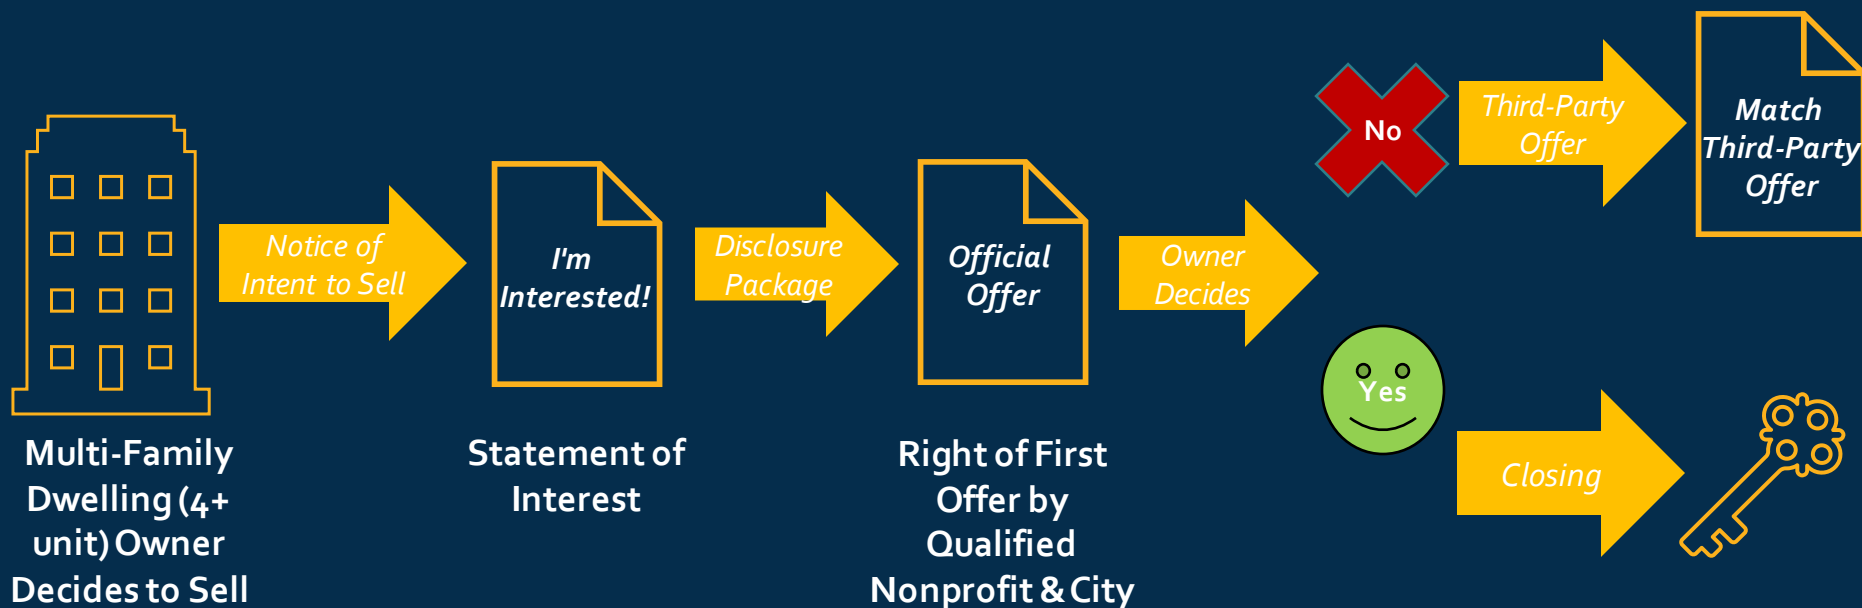 Multi-Family
Dwelling (4+
unit) Owner
Decides to Sell
Notice of
Intent to Sell
I'm
Interested!
Statement of
Interest
Disclosure
Package
Official
Offer
Right of First
Offer by
Qualified
Nonprofit & City
Owner
Decides
No
Third-Party
Offer
Match
Third-Party
Offer
Yes
Closing